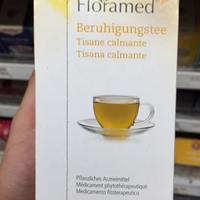 Floramed
Beruhigungstee
Tisane calmante
Tisana calmante
Pflanzliches Arzneimittel
Médicament phytothérapeutique
Medicamento fitoterapeutico